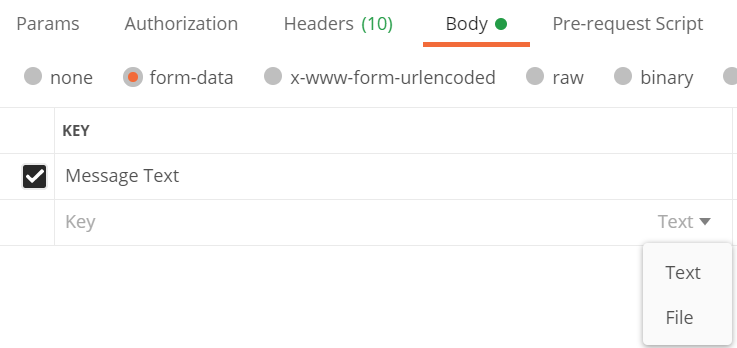 Params Authorization Headers (10) Body Pre-request Script
none form-data x-www-form-urlencoded raw binary
KEY
Message Text
Key Text
Text
File